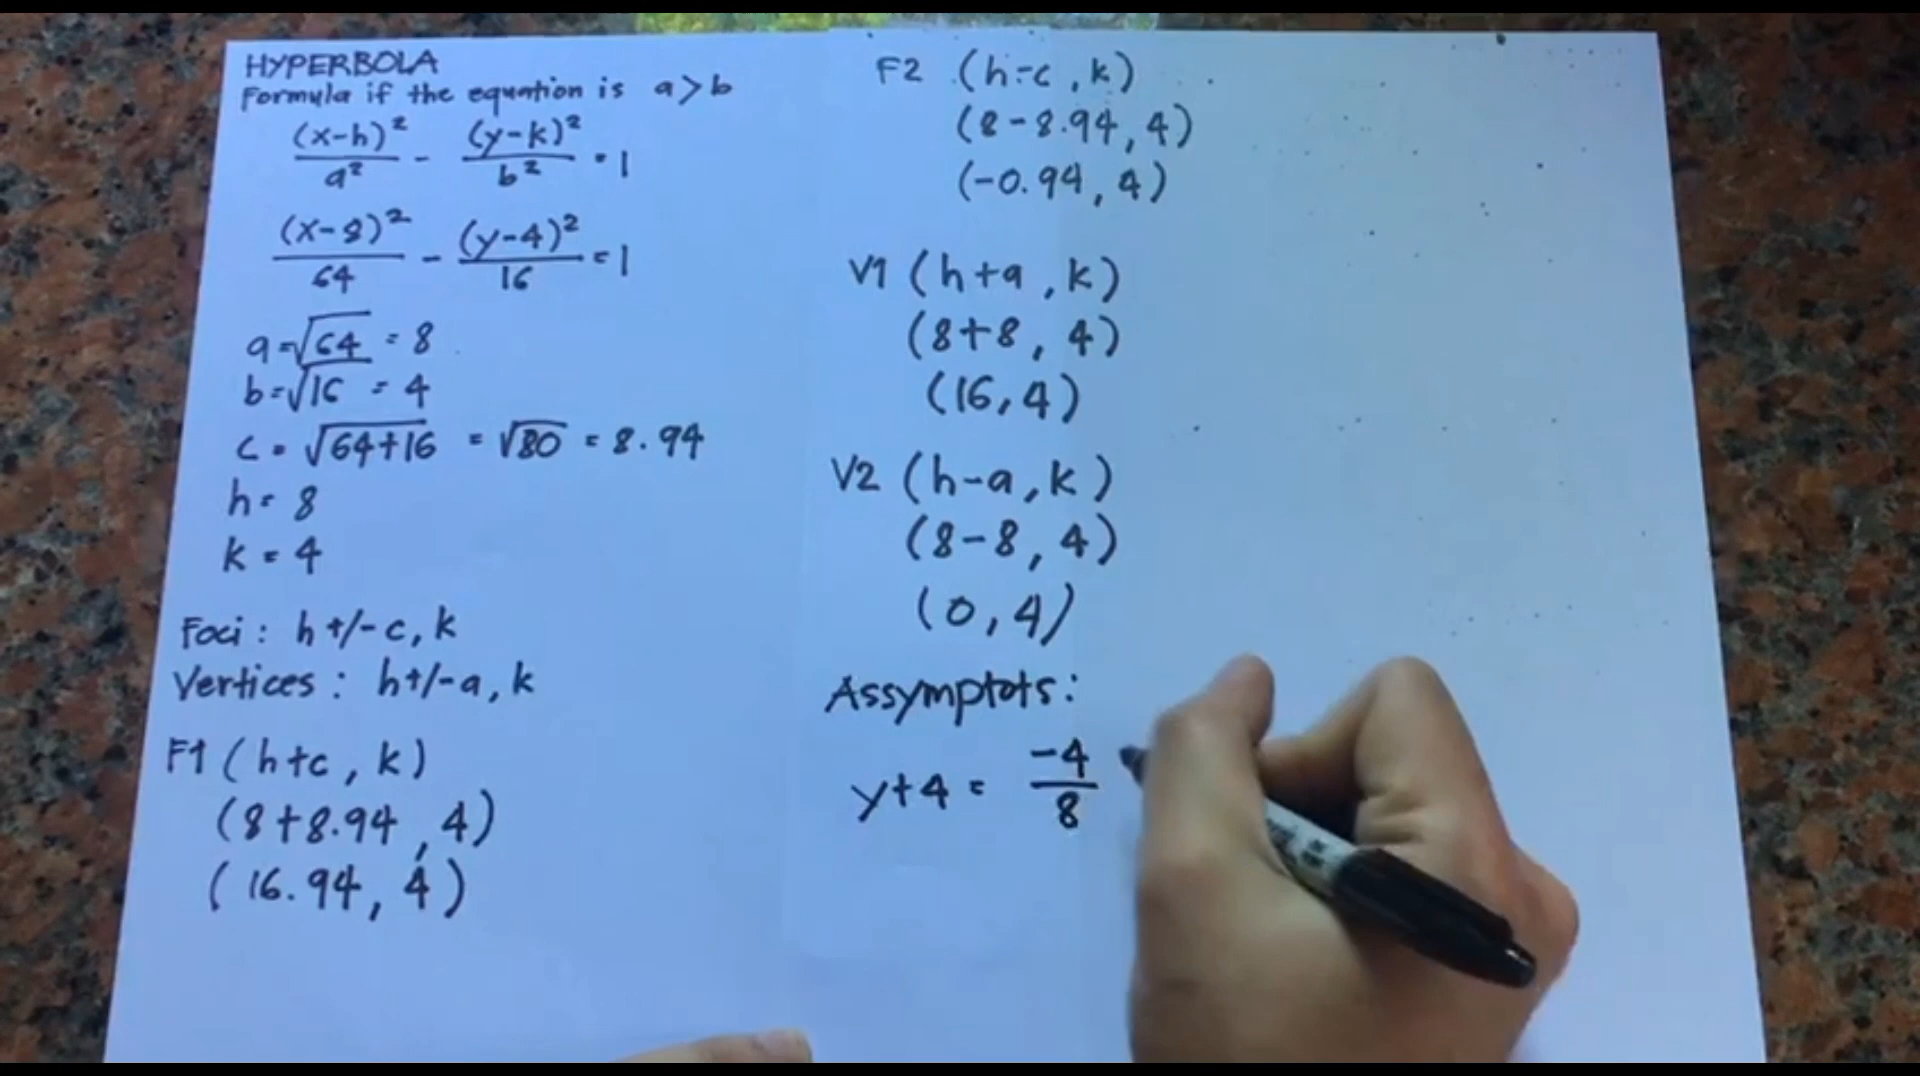 HYPERBOLA
Formula if the equation is a > b
(x-h)²/a² - (y-k)²/b² = 1
(x-8)²/64 - (y-4)²/16 = 1
a = √64 = 8
b = √16 = 4
c = √64+16 = √80 = 8.94
h = 8
k = 4
Foci : h +/- c, k
Vertices : h +/- a, k
F1 (h+c, k)
(8+8.94, 4)
(16.94, 4)
F2 (h-c, k)
(8-8.94, 4)
(-0.94, 4)
V1 (h+a, k)
(8+8, 4)
(16, 4)
V2 (h-a, k)
(8-8, 4)
(0, 4)
Assymptots:
y+4 = -4/8